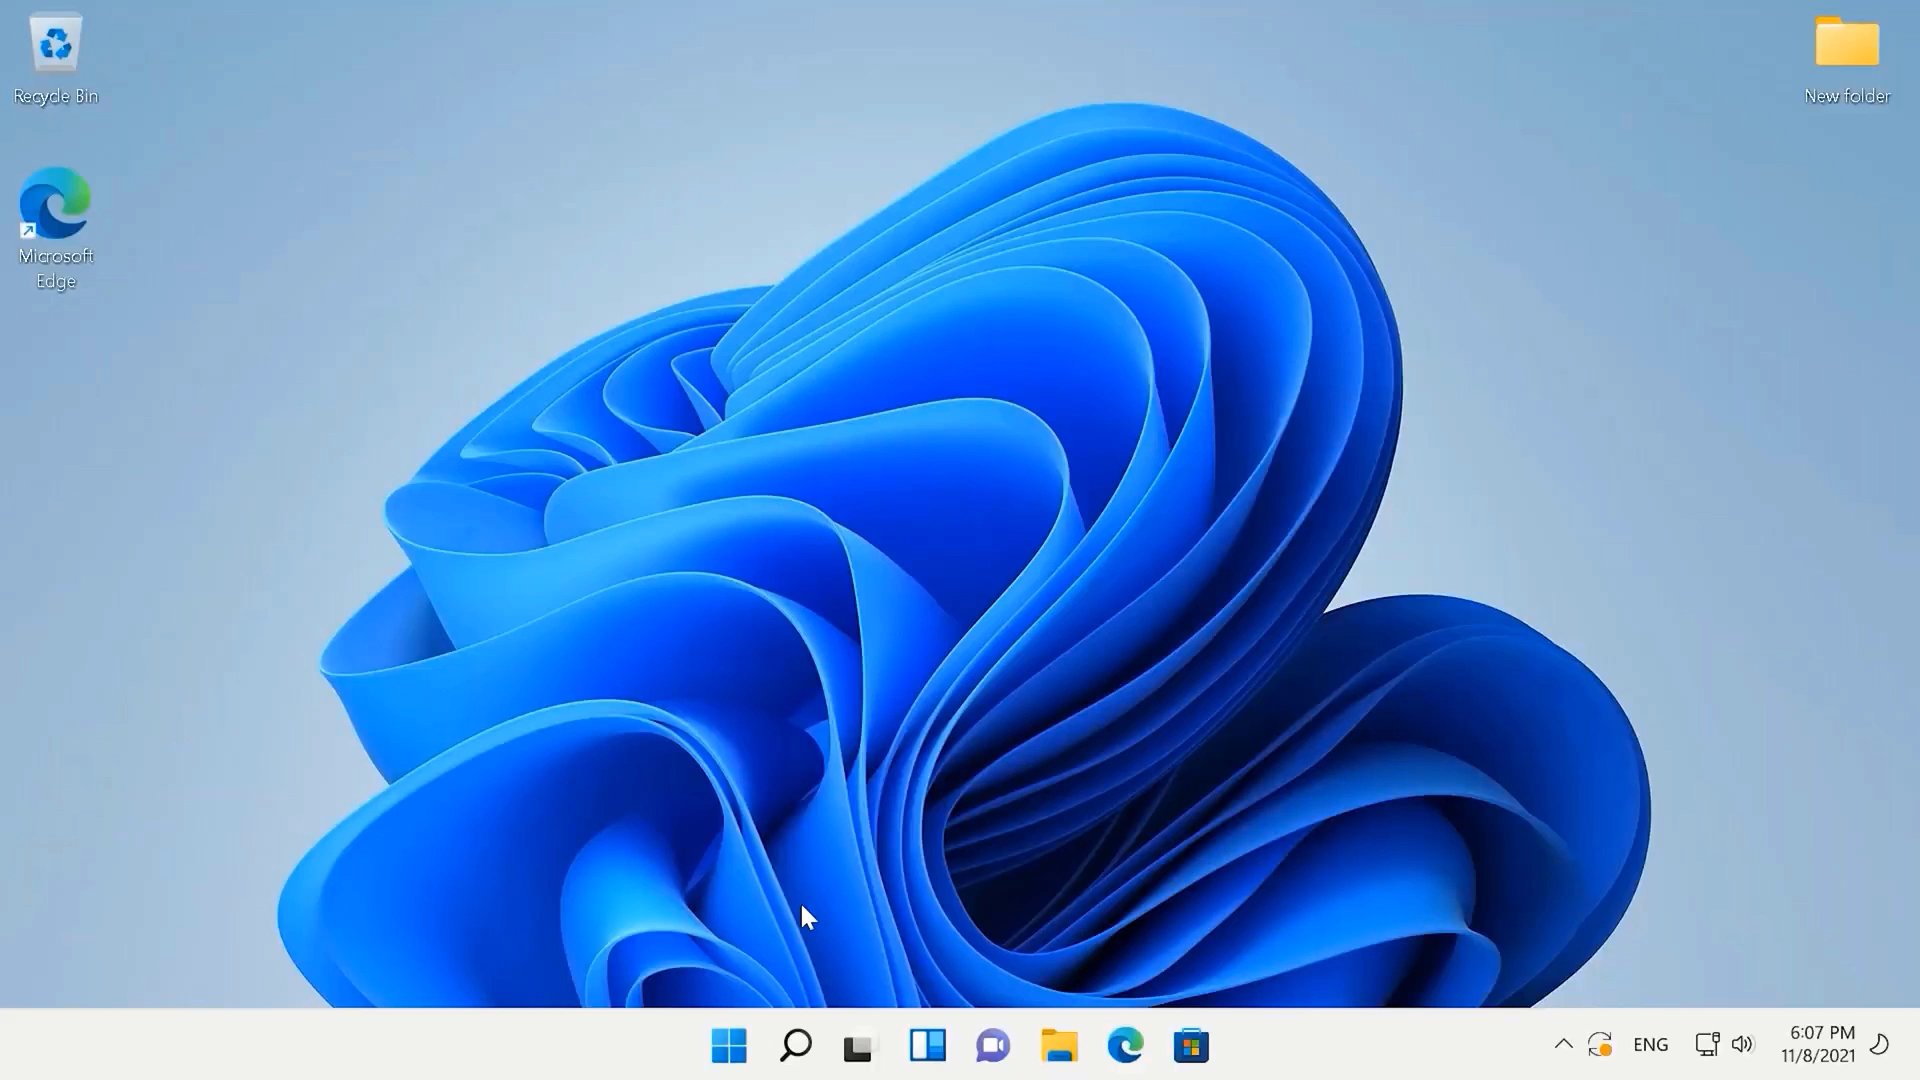 Recycle Bin
New folder
Microsoft
Edge
ENG
6:07 PM
11/8/2021